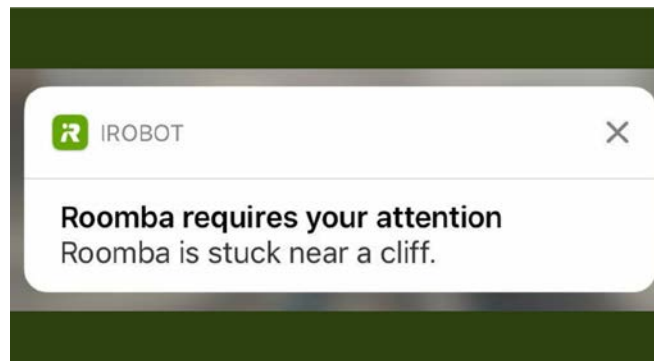 IROBOT
Roomba requires your attention
Roomba is stuck near a cliff.